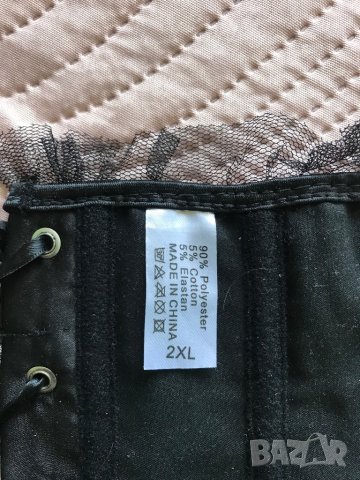 90% Polyester
5% Cotton
5% Elastan
MADE IN CHINA
2XL
BAZAR